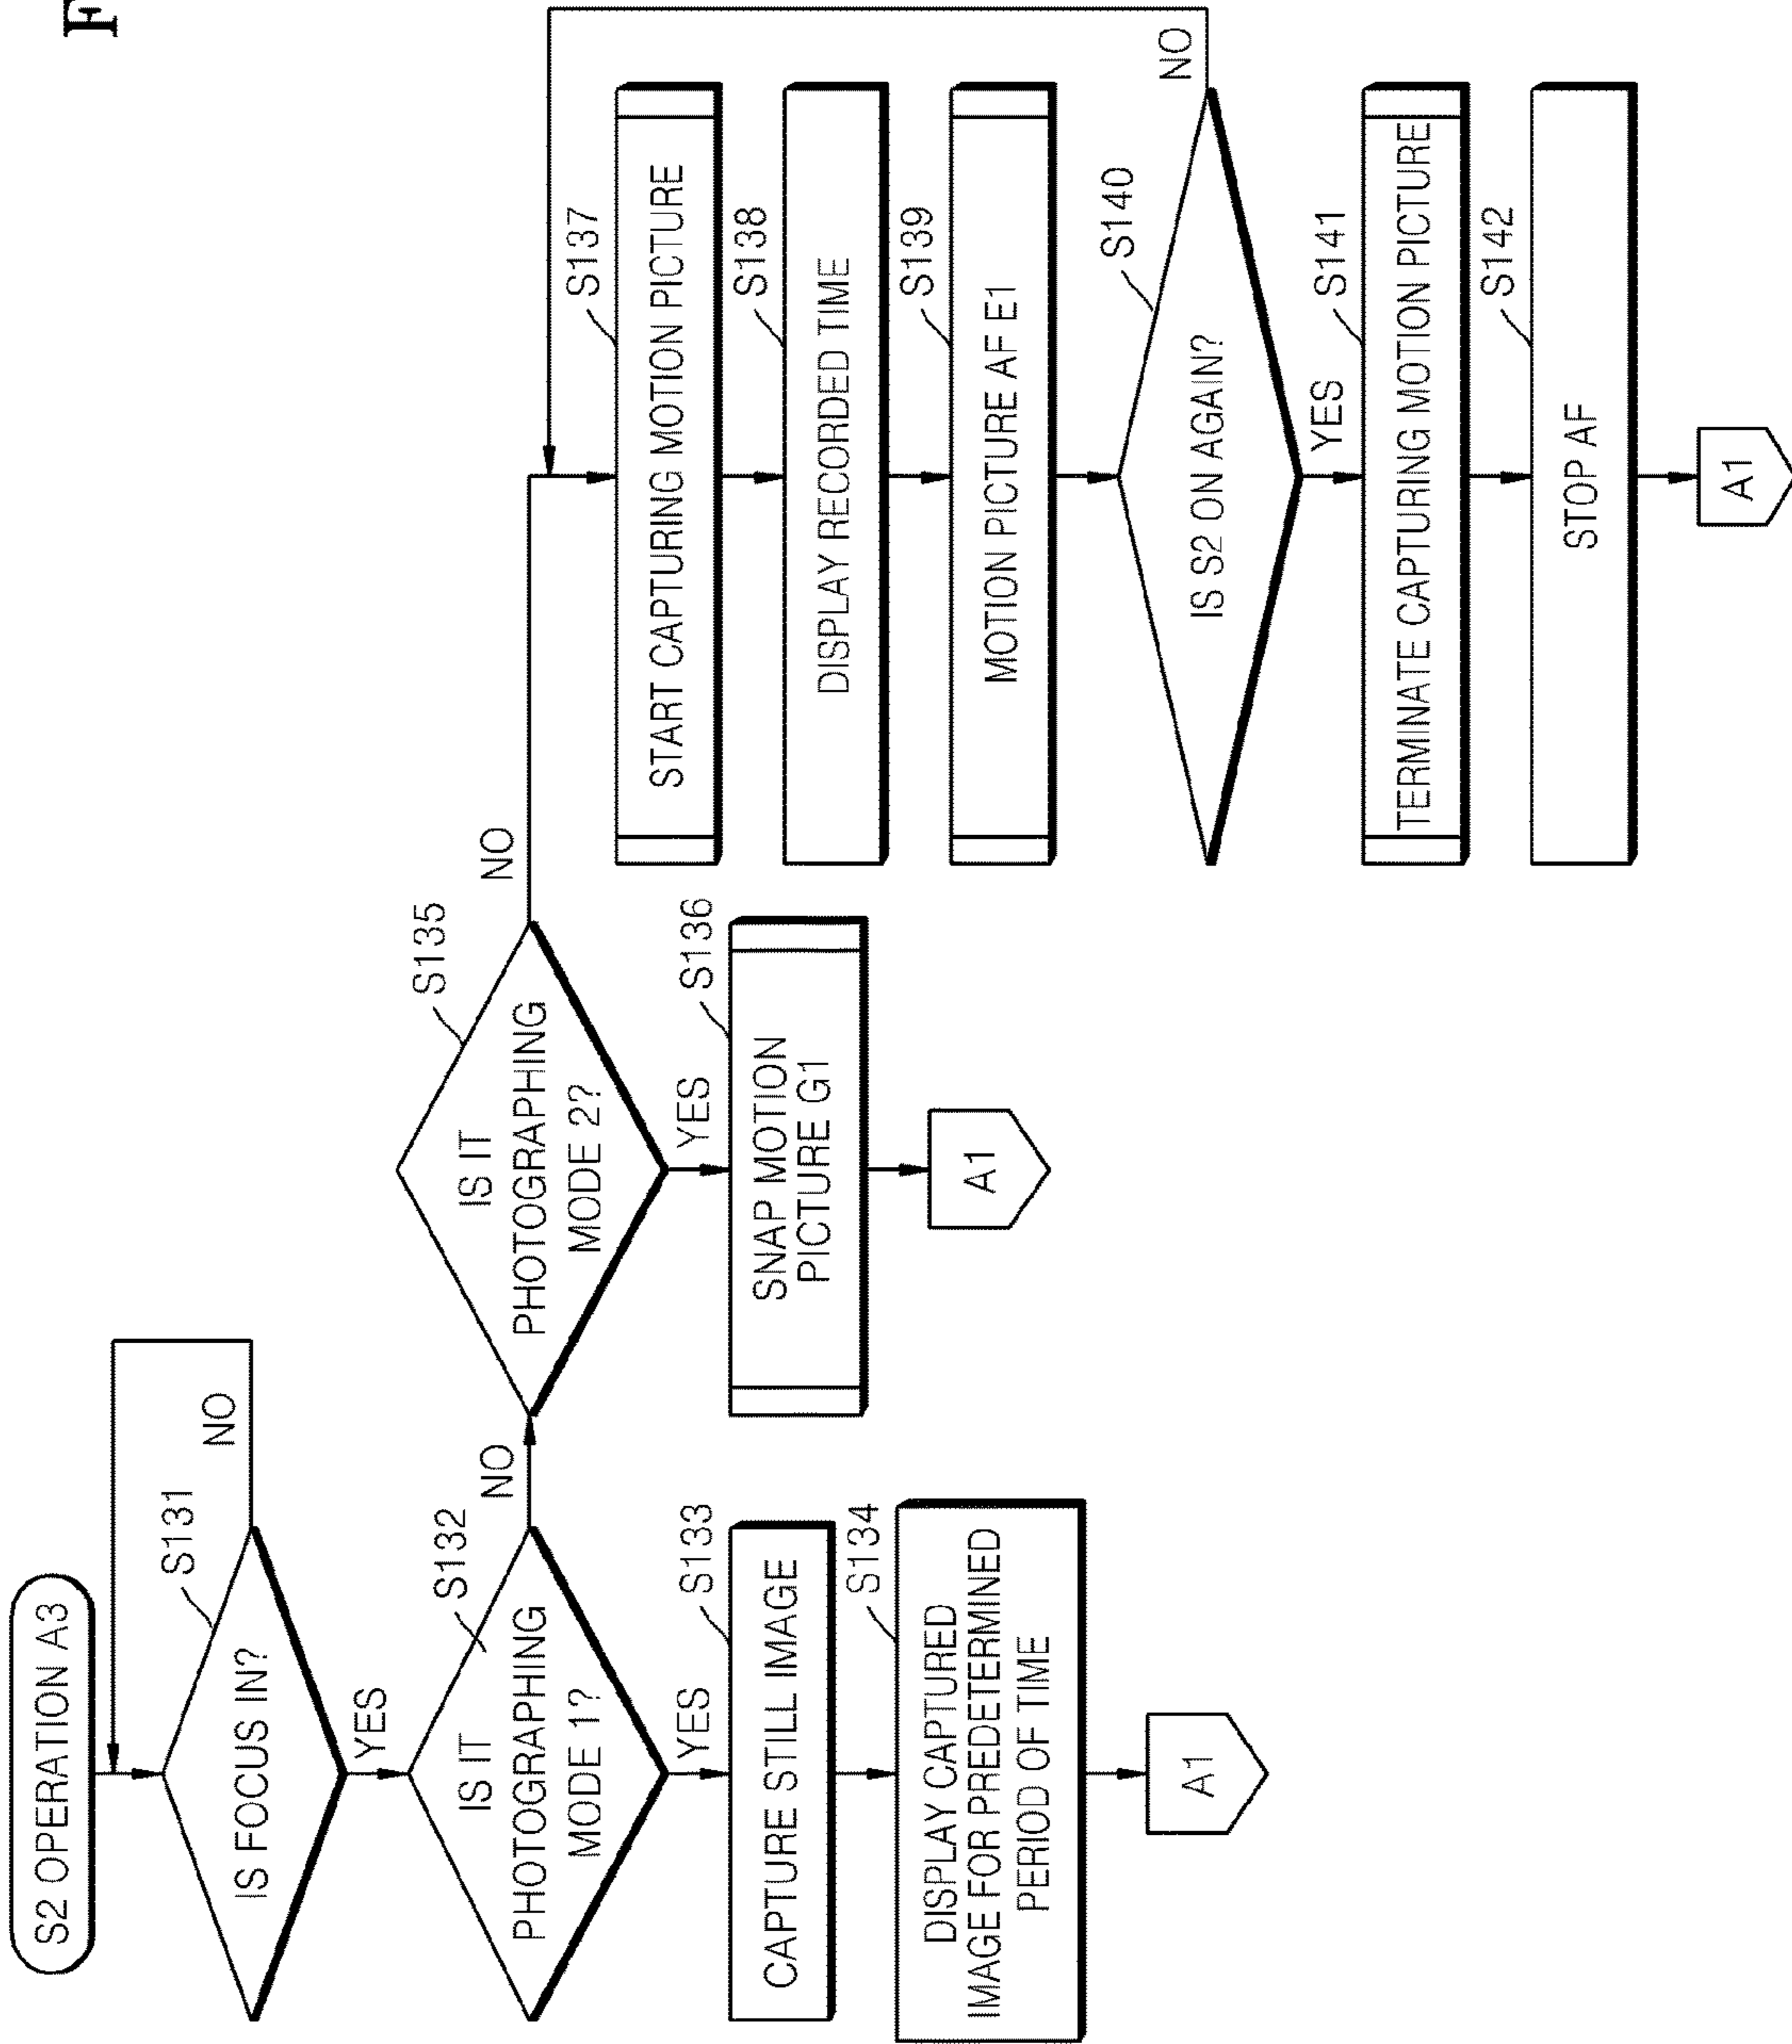 F
S2 OPERATION A3
S131
IS FOCUS IN?
NO
YES
S132
IS IT
PHOTOGRAPHING
MODE 1?
NO
YES
S133
CAPTURE STILL IMAGE
S134
DISPLAY CAPTURED
IMAGE FOR PREDETERMINED
PERIOD OF TIME
A1
S135
IS IT
PHOTOGRAPHING
MODE 2?
NO
YES
S136
SNAP MOTION
PICTURE G1
A1
S137
START CAPTURING MOTION PICTURE
S138
DISPLAY RECORDED TIME
S139
MOTION PICTURE AF E1
S140
IS S2 ON AGAIN?
NO
YES
S141
TERMINATE CAPTURING MOTION PICTURE
S142
STOP AF
A1